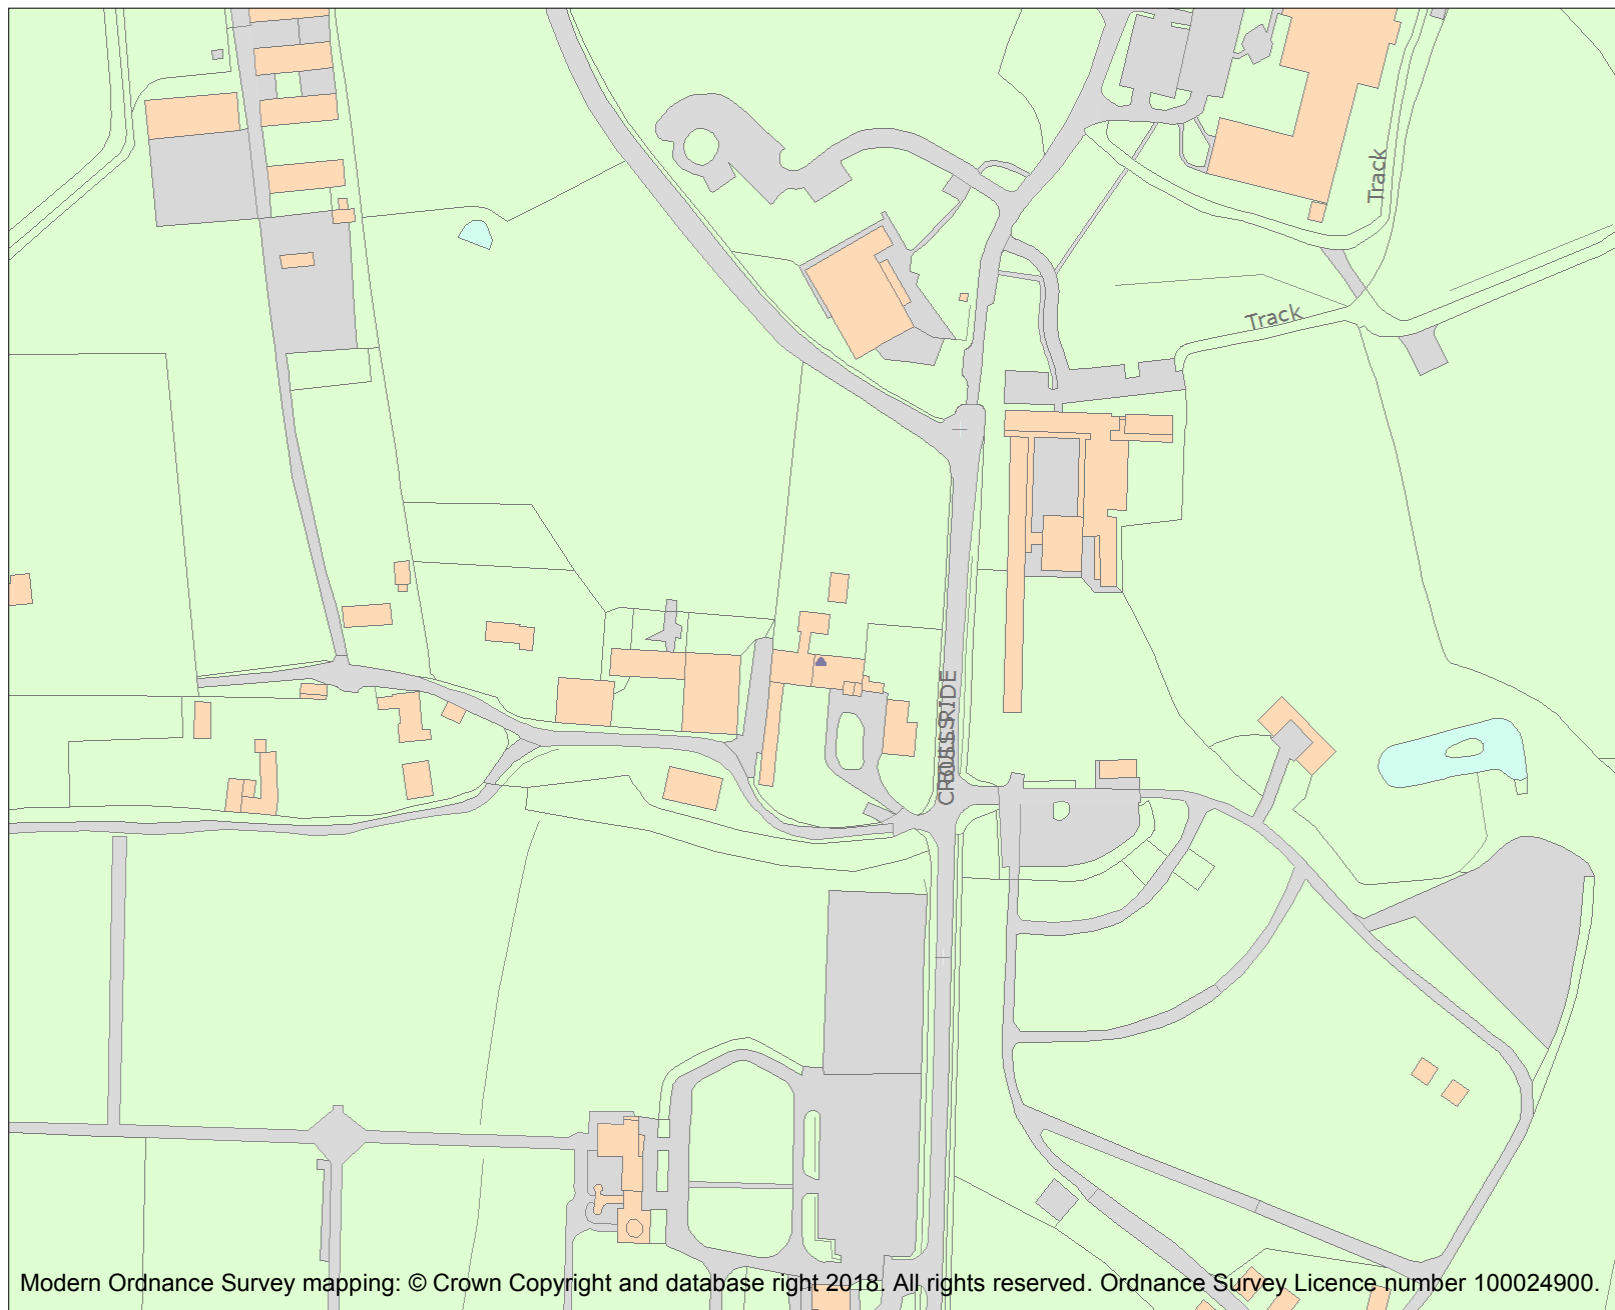 Track
Track
CROSS RIDE
Modern Ordnance Survey mapping: © Crown Copyright and database right 2018. All rights reserved. Ordnance Survey Licence number 100024900.